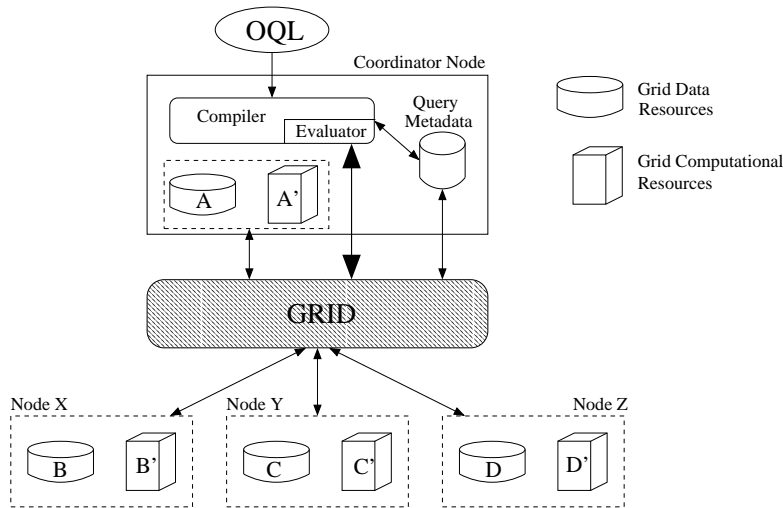 OQL
Coordinator Node
Compiler
Evaluator
Query
Metadata
A
A'
GRID
Node X
B
B'
Node Y
C
C'
Node Z
D
D'
Grid Data
Resources
Grid Computational
Resources